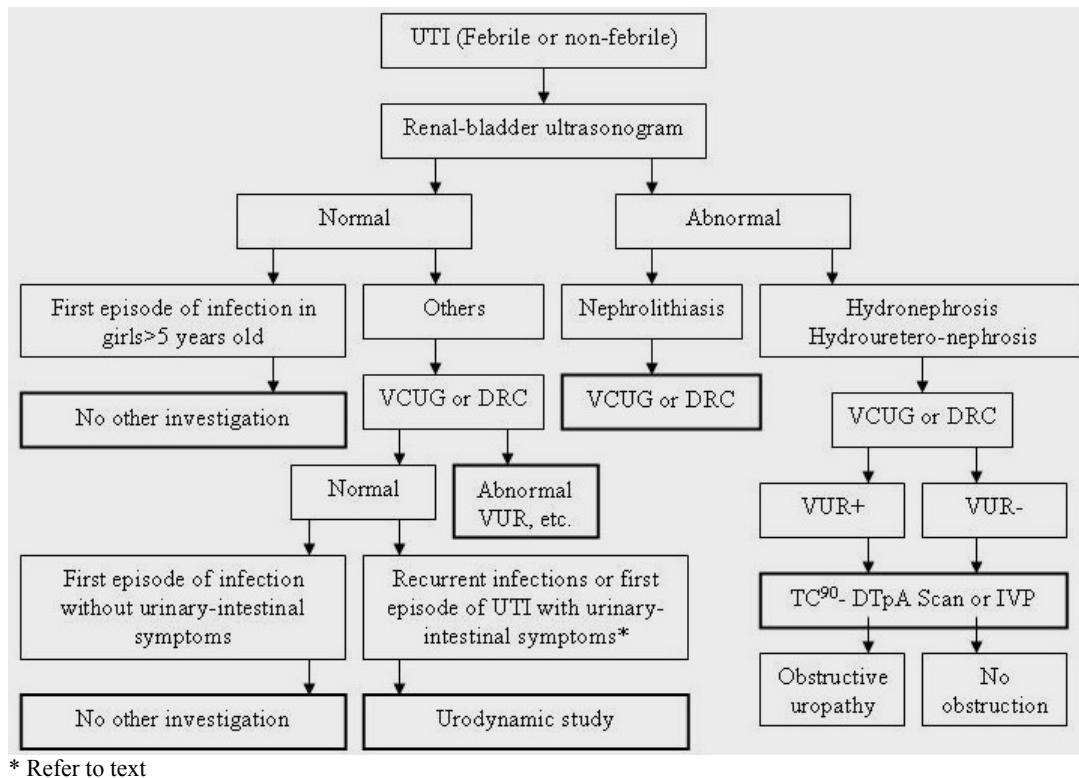 UTI (Febrile or non-febrile)
Renal-bladder ultrasonogram
Normal
Abnormal
First episode of infection in
girls>5 years old
Others
Nephrolithiasis
Hydronephrosis
Hydrouretero-nephrosis
No other investigation
VCUG or DRC
VCUG or DRC
VCUG or DRC
Normal
Abnormal
VUR, etc.
VUR+
VUR-
First episode of infection
without urinary-intestinal
symptoms
Recurrent infections or first
episode of UTI with urinary-
intestinal symptoms*
TC⁹⁰- DTpA Scan or IVP
Obstructive
uropathy
No
obstruction
No other investigation
Urodynamic study
* Refer to text